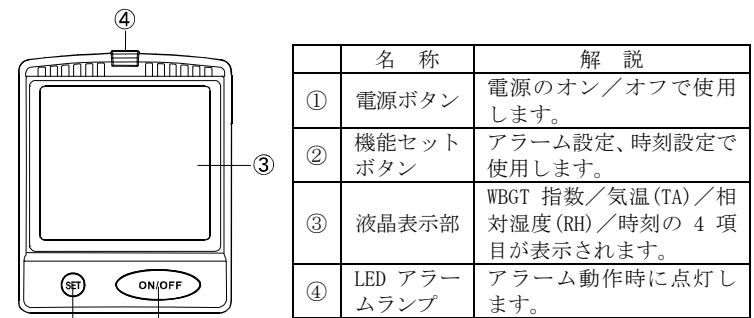 ④
③
SET
ON/OFF
名 称
解 説
①
電源ボタン
電源のオン／オフで使用
します。
②
機能セット
ボタン
アラーム設定、時刻設定で
使用します。
③
液晶表示部
WBGT 指数／気温(TA)／相
対湿度(RH)／時刻の 4 項
目が表示されます。
④
LED アラー
ムランプ
アラーム動作時に点灯し
ます。